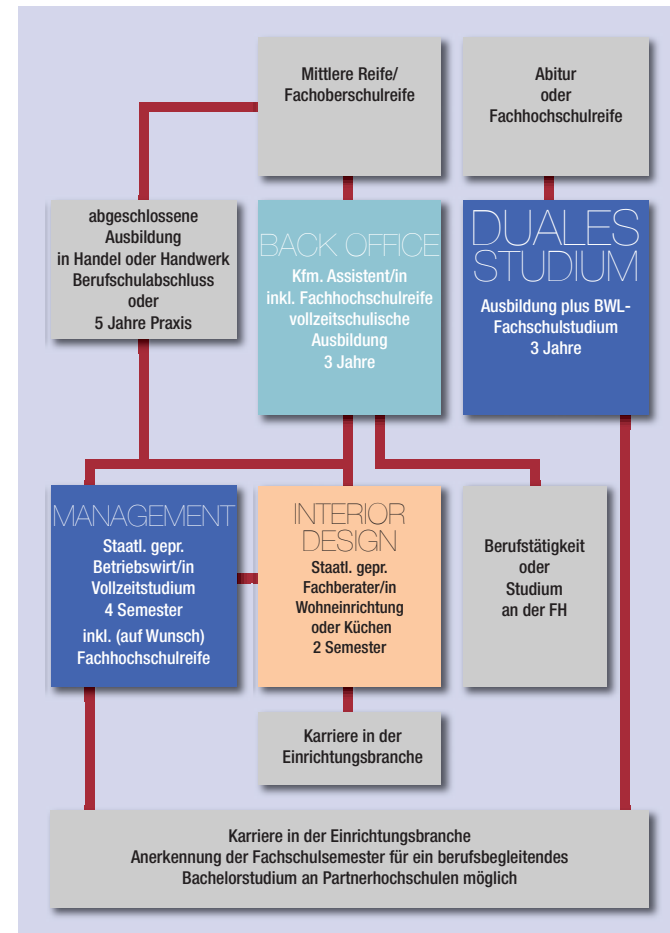 Mittlere Reife/
Fachoberschulreife
Abitur
oder
Fachhochschulreife
abgeschlossene
Ausbildung
in Handel oder Handwerk
Berufschulabschluss
oder
5 Jahre Praxis
BACK OFFICE
Kfm. Assistent/in
inkl. Fachhochschulreife
vollzeitschulische
Ausbildung
3 Jahre
DUALES
STUDIUM
Ausbildung plus BWL-
Fachschulstudium
3 Jahre
MANAGEMENT
Staatl. gepr.
Betriebswirt/in
Vollzeitstudium
4 Semester
inkl. (auf Wunsch)
Fachhochschulreife
INTERIOR
DESIGN
Staatl. gepr.
Fachberater/in
Wohneinrichtung
oder Küchen
2 Semester
Berufstätigkeit
oder
Studium
an der FH
Karriere in der
Einrichtungsbranche
Karriere in der Einrichtungsbranche
Anerkennung der Fachschulsemester für ein berufsbegleitendes
Bachelorstudium an Partnerhochschulen möglich